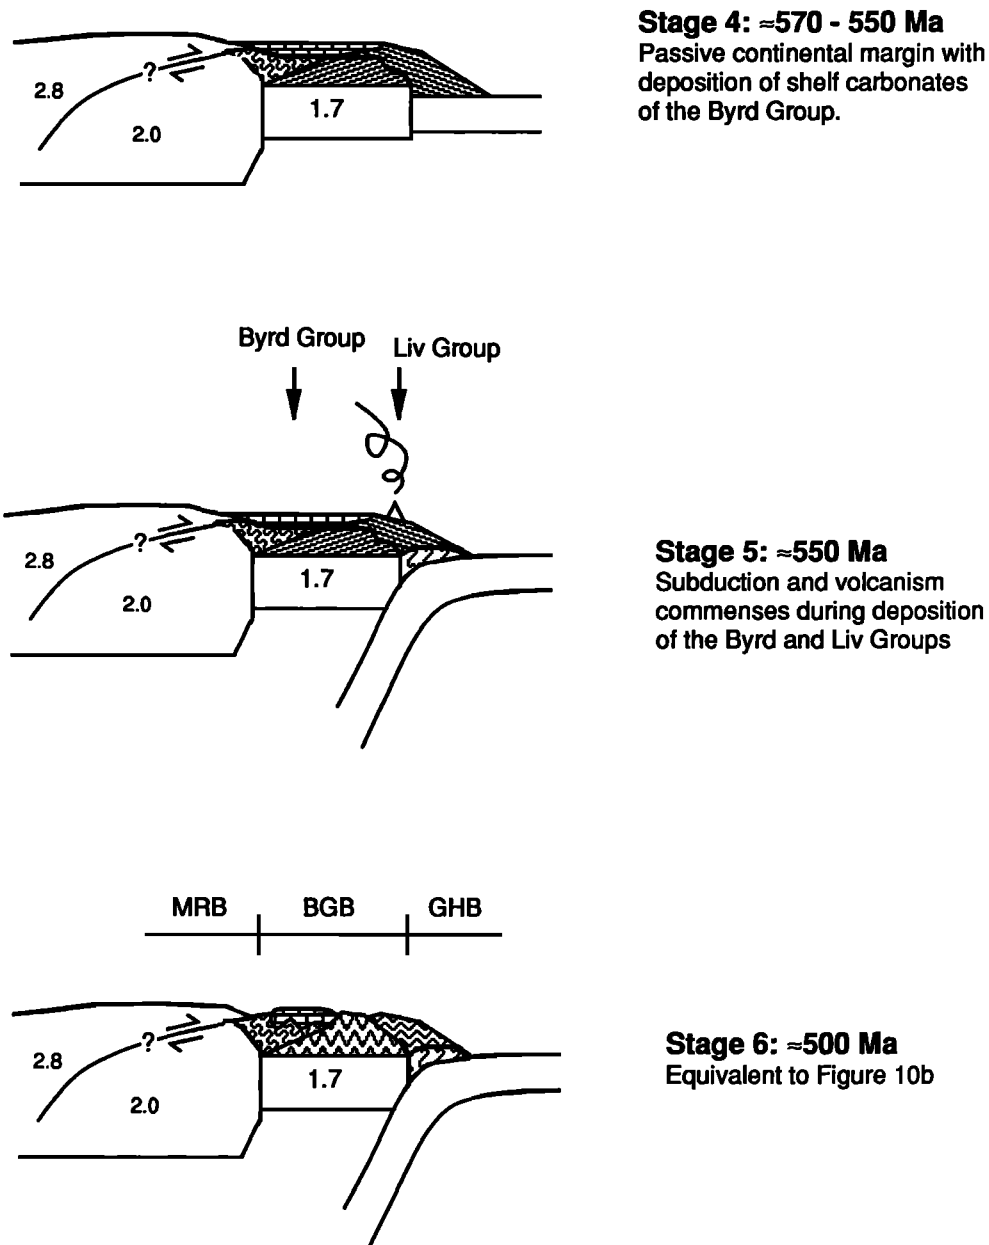 Stage 4: ≈570 - 550 Ma
Passive continental margin with
deposition of shelf carbonates
of the Byrd Group.
?
2.8
2.0
1.7
Byrd Group
Liv Group
?
2.8
2.0
1.7
Stage 5: ≈550 Ma
Subduction and volcanism
commenses during deposition
of the Byrd and Liv Groups
MRB
BGB
GHB
?
2.8
2.0
1.7
Stage 6: ≈500 Ma
Equivalent to Figure 10b